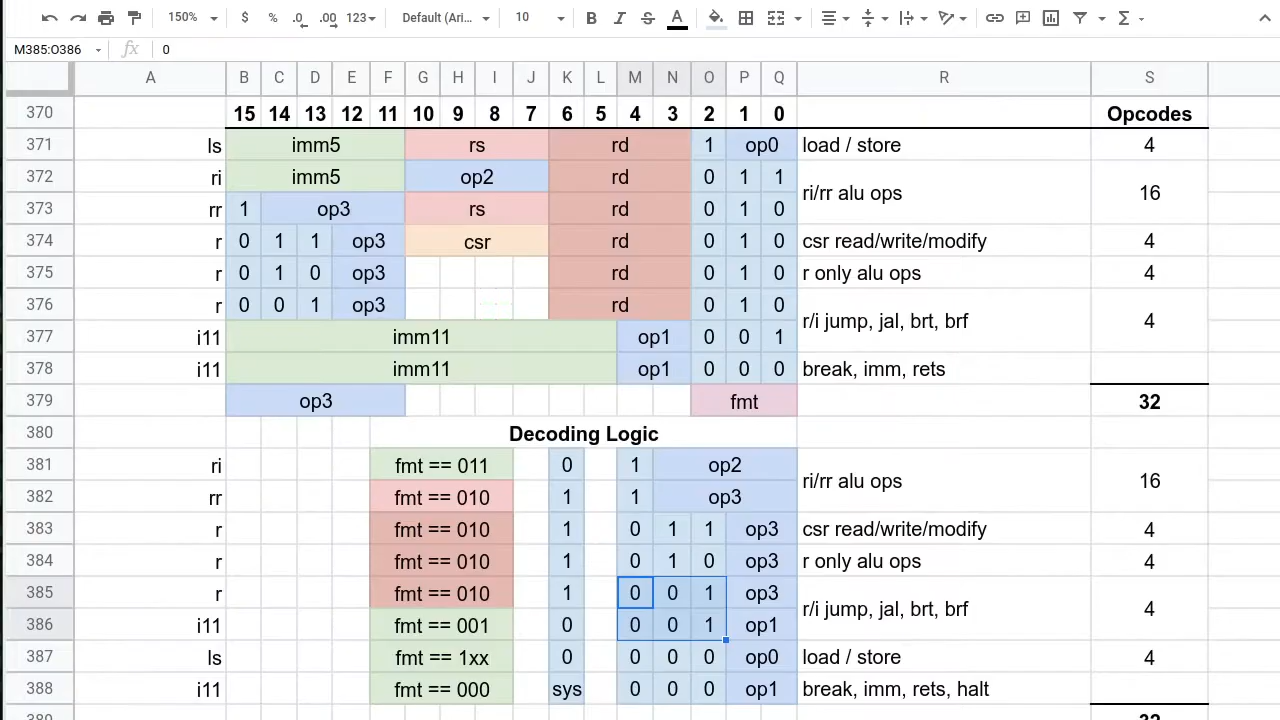 150% $ % .0 .00 123 Default (Ari... 10 B I S A
M385:O386 fx 0
A B C D E F G H I J K L M N O P Q R S
370 15 14 13 12 11 10 9 8 7 6 5 4 3 2 1 0 Opcodes
371 ls imm5 rs rd 1 op0 load / store 4
372 ri imm5 op2 rd 0 1 1
ri/rr alu ops 16
373 rr 1 op3 rs rd 0 1 0
374 r 0 1 1 op3 csr rd 0 1 0 csr read/write/modify 4
375 r 0 1 0 op3 rd 0 1 0 r only alu ops 4
376 r 0 0 1 op3 rd 0 1 0
r/i jump, jal, brt, brf 4
377 i11 imm11 op1 0 0 1
378 i11 imm11 op1 0 0 0 break, imm, rets
379 op3 fmt 32
380 Decoding Logic
381 ri fmt == 011 0 1 op2
ri/rr alu ops 16
382 rr fmt == 010 1 1 op3
383 r fmt == 010 1 0 1 1 op3 csr read/write/modify 4
384 r fmt == 010 1 0 1 0 op3 r only alu ops 4
385 r fmt == 010 1 0 0 1 op3
r/i jump, jal, brt, brf 4
386 i11 fmt == 001 0 0 0 1 op1
387 ls fmt == 1xx 0 0 0 0 op0 load / store 4
388 i11 fmt == 000 sys 0 0 0 op1 break, imm, rets, halt